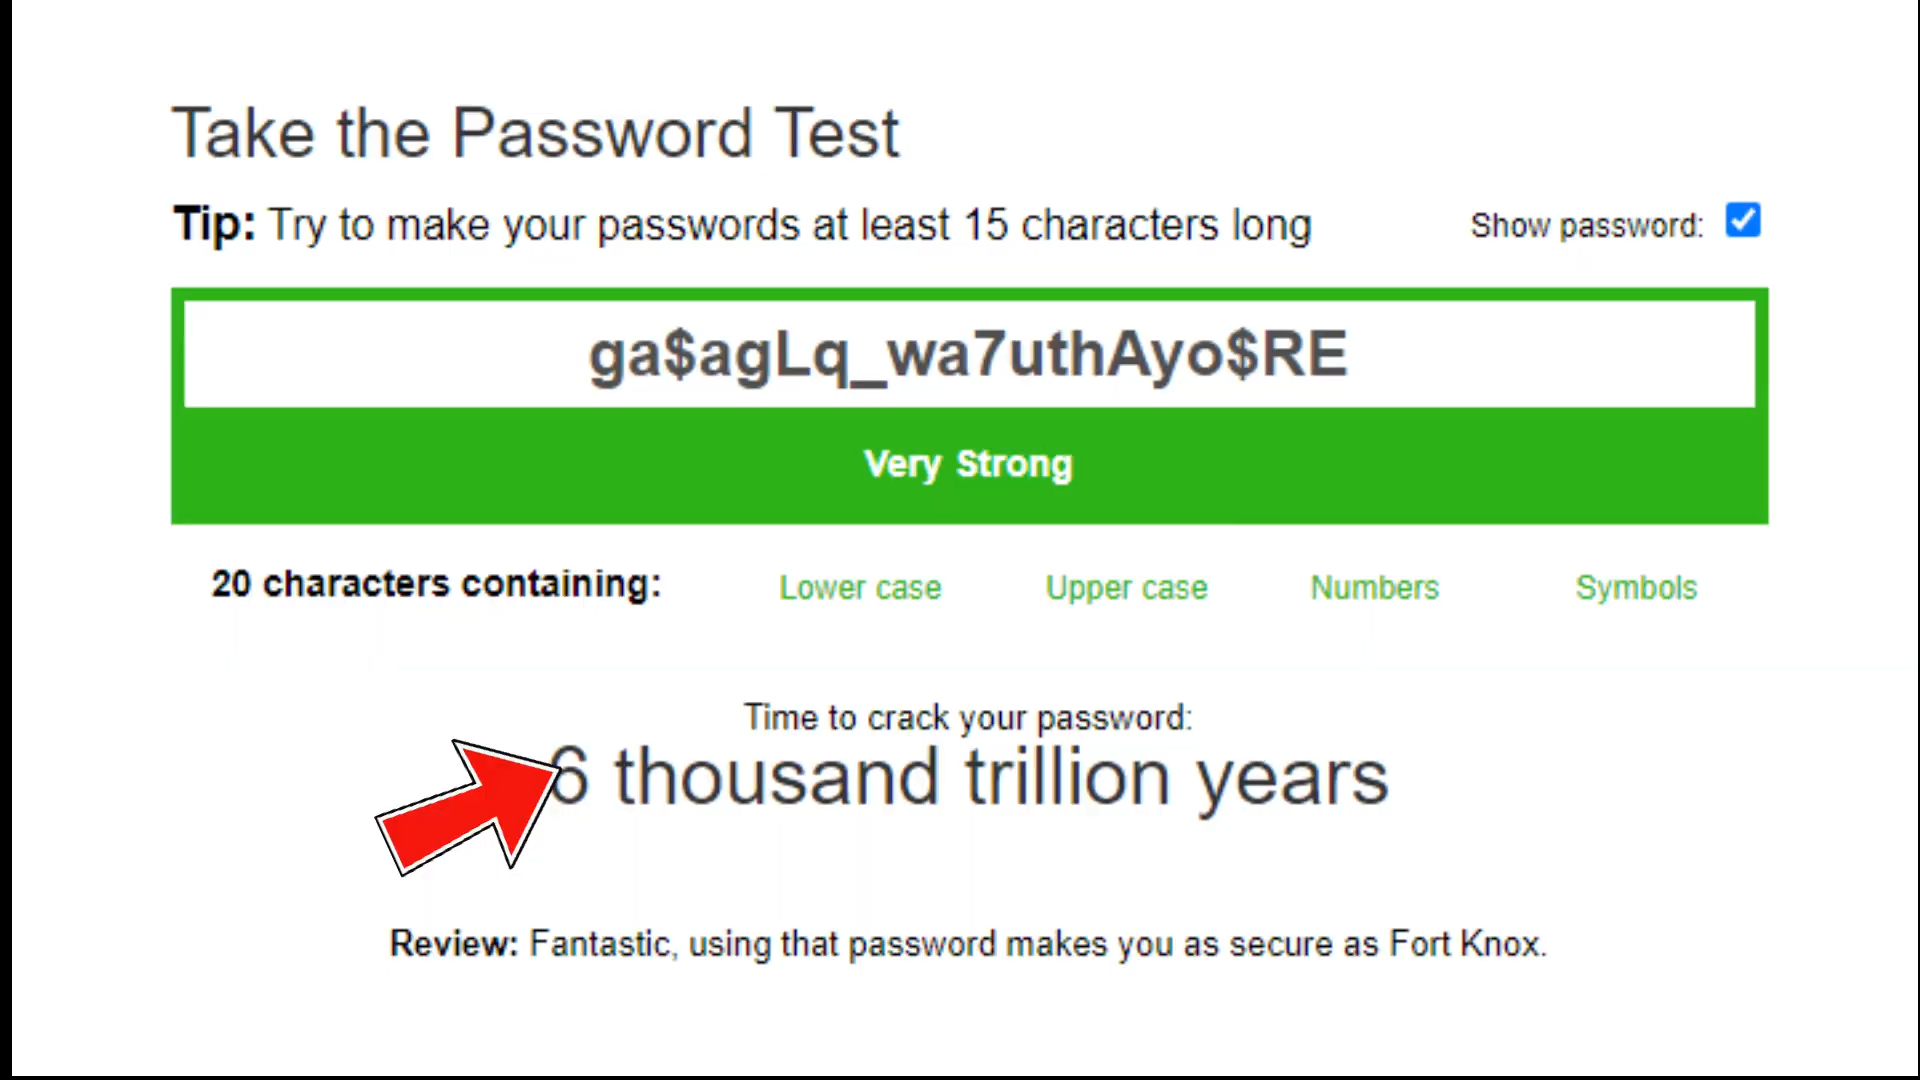 Take the Password Test
Tip: Try to make your passwords at least 15 characters long
Show password:
ga$agLq_wa7uthAyo$RE
Very Strong
20 characters containing: Lower case Upper case Numbers Symbols
Time to crack your password:
6 thousand trillion years
Review: Fantastic, using that password makes you as secure as Fort Knox.